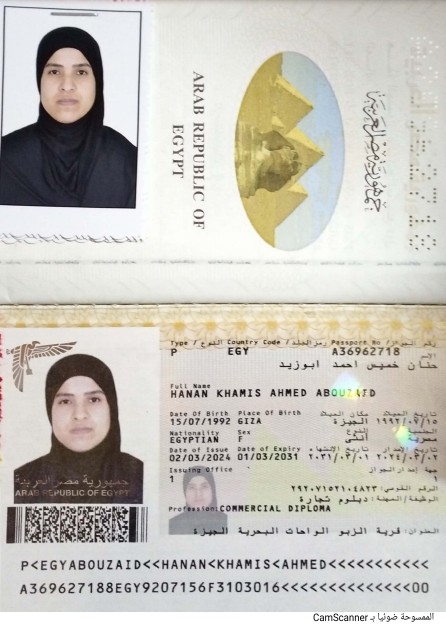 ARAB REPUBLIC OF
EGYPT
جمهورية مصر العربية
Type / النوع Country Code / رمز الدولة Passport No / رقم الجواز
P EGY A36962718
الاسم
حنان خميس احمد ابوزيد
Full Name
HANAN KHAMIS AHMED ABOUZAID
Date Of Birth Place Of Birth محل الميلاد تاريخ الميلاد
15/07/1992 GIZA الجيزة ١٩٩٢/٠٧/١٥
Nationality Sex الجنسية
EGYPTIAN F أنثى مصرية
Date of Issue Date of Expiry تاريخ الانتهاء تاريخ الإصدار
02/03/2024 01/03/2031 ٢٠٣١/٠٣/٠١ ٢٠٢٤/٠٣/٠٢
Issuing Office جهة إصدار الجواز
1 ١
الرقم القومى: ٢٩٢٠٧١٥٢١٠٤٨٢٣
الوظيفة/المهنة: دبلوم تجارة
Profession: COMMERCIAL DIPLOMA
العنوان: قرية الزبو الواحات البحرية الجيزة
جمهورية مصر العربية
ARAB REPUBLIC OF EGYPT
P<EGYABOUZAID<<HANAN<KHAMIS<AHMED<<<<<<<<<<<
A369627188EGY9207156F3103016<<<<<<<<<<<<<<00
الممسوحة ضوئيا بـ CamScanner